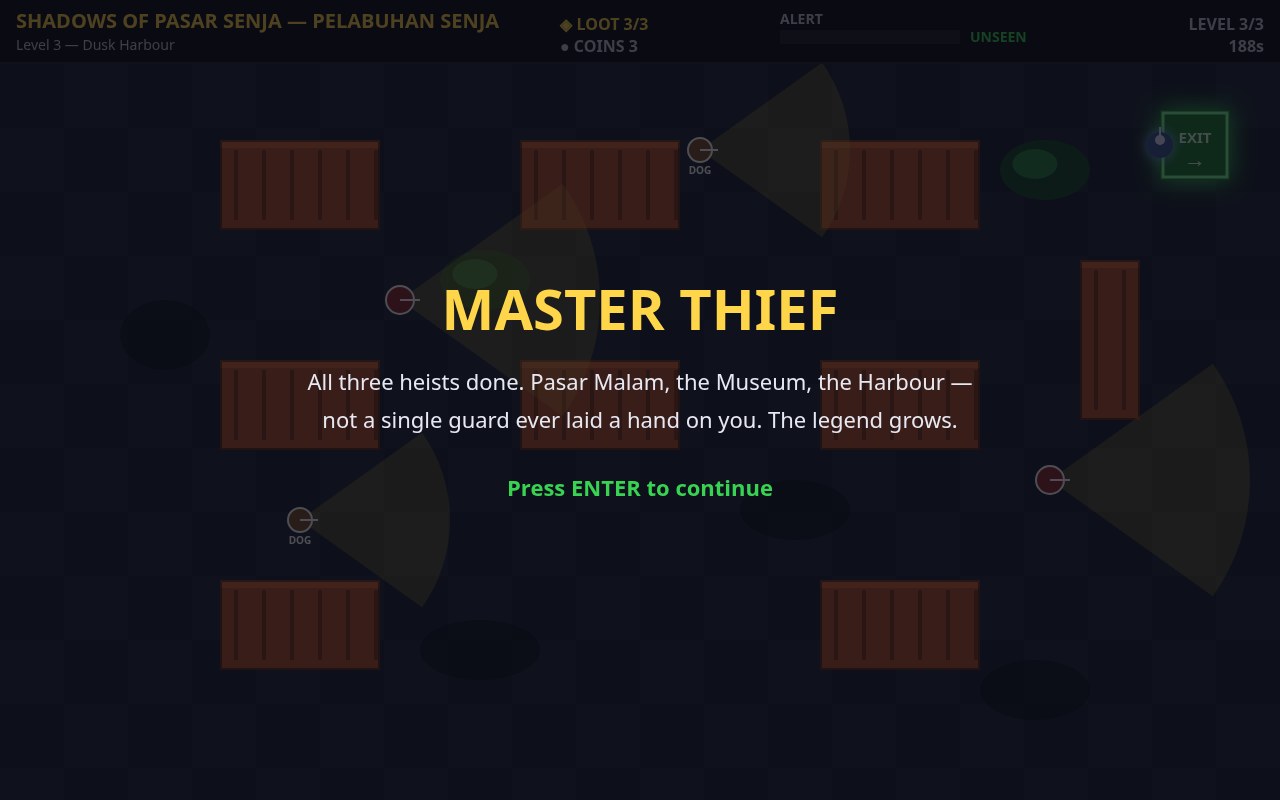 SHADOWS OF PASAR SENJA — PELABUHAN SENJA
Level 3 — Dusk Harbour
◈ LOOT 3/3
● COINS 3
ALERT
UNSEEN
LEVEL 3/3
188s
EXIT
→
DOG
MASTER THIEF
All three heists done. Pasar Malam, the Museum, the Harbour —
not a single guard ever laid a hand on you. The legend grows.
Press ENTER to continue
DOG